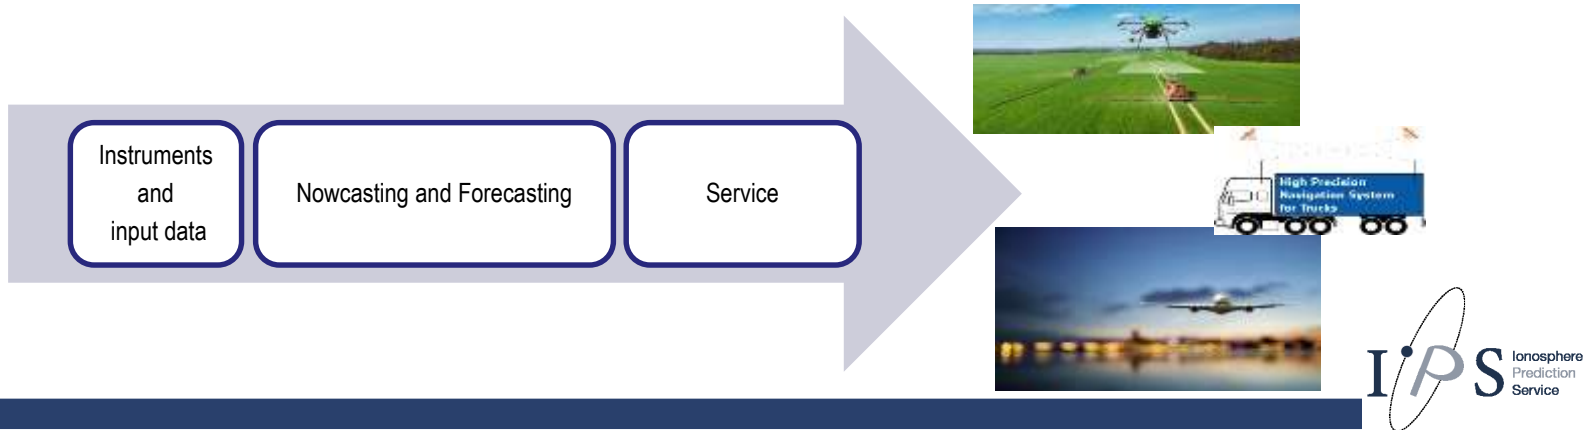 Instruments
and
input data
Nowcasting and Forecasting
Service
High Precision
Navigation System
for Trucks
IPS
Ionosphere
Prediction
Service